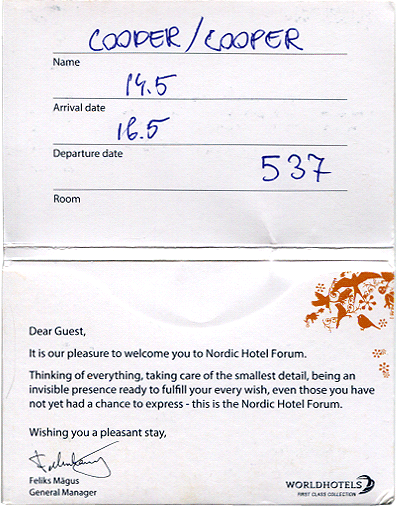 COODER/COOPER
Name
14.5
Arrival date
16.5
Departure date
537
Room
Dear Guest,
It is our pleasure to welcome you to Nordic Hotel Forum.
Thinking of everything, taking care of the smallest detail, being an
invisible presence ready to fulfill your every wish, even those you have
not yet had a chance to express - this is the Nordic Hotel Forum.
Wishing you a pleasant stay,
Feliks Mägus
General Manager
WORLDHOTELS
FIRST CLASS COLLECTION